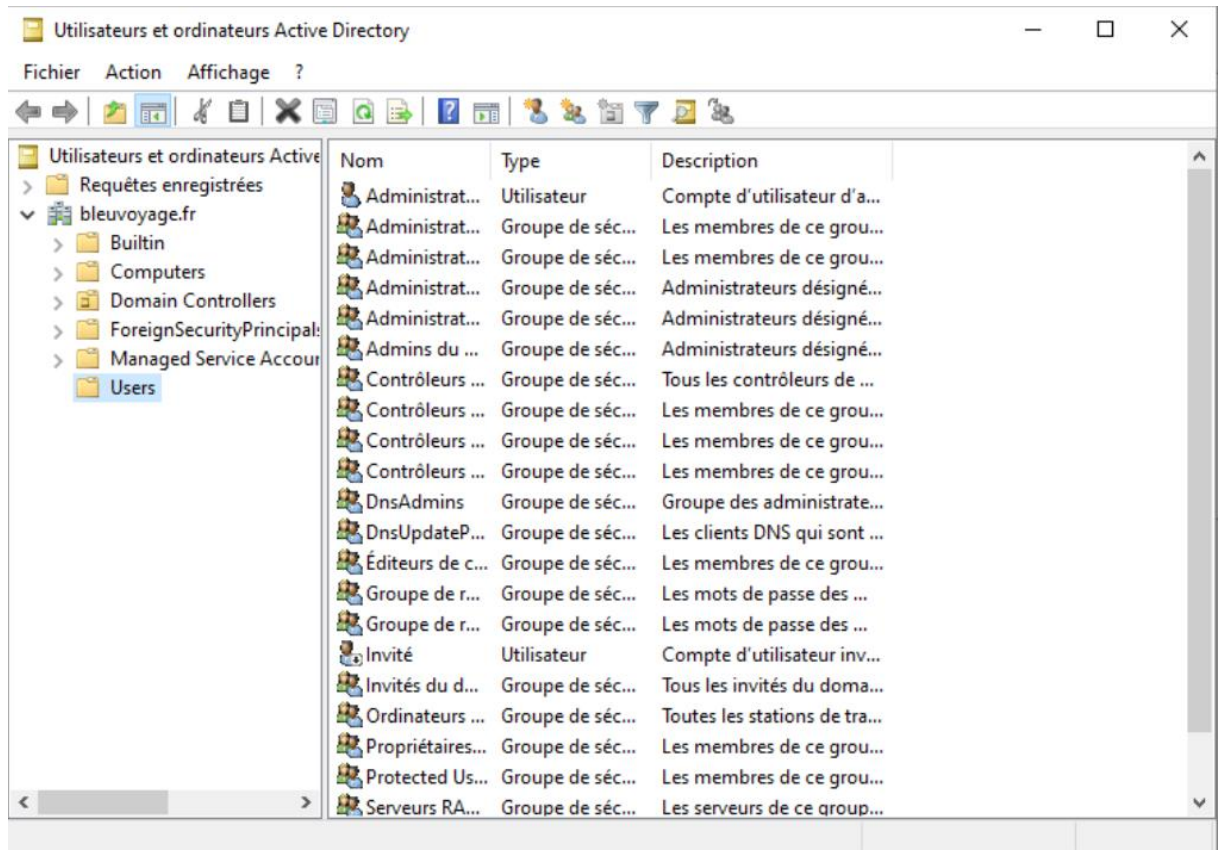 Utilisateurs et ordinateurs Active Directory
Fichier Action Affichage ?
Utilisateurs et ordinateurs Active
Requêtes enregistrées
bleuvoyage.fr
Builtin
Computers
Domain Controllers
ForeignSecurityPrincipals
Managed Service Accour
Users
Nom Type Description
Administrat... Utilisateur Compte d'utilisateur d'a...
Administrat... Groupe de séc... Les membres de ce grou...
Administrat... Groupe de séc... Les membres de ce grou...
Administrat... Groupe de séc... Administrateurs désigné...
Administrat... Groupe de séc... Administrateurs désigné...
Admins du ... Groupe de séc... Administrateurs désigné...
Contrôleurs ... Groupe de séc... Tous les contrôleurs de ...
Contrôleurs ... Groupe de séc... Les membres de ce grou...
Contrôleurs ... Groupe de séc... Les membres de ce grou...
Contrôleurs ... Groupe de séc... Les membres de ce grou...
DnsAdmins Groupe de séc... Groupe des administrate...
DnsUpdateP... Groupe de séc... Les clients DNS qui sont ...
Éditeurs de c... Groupe de séc... Les membres de ce grou...
Groupe de r... Groupe de séc... Les mots de passe des ...
Groupe de r... Groupe de séc... Les mots de passe des ...
Invité Utilisateur Compte d'utilisateur inv...
Invités du d... Groupe de séc... Tous les invités du doma...
Ordinateurs ... Groupe de séc... Toutes les stations de tra...
Propriétaires... Groupe de séc... Les membres de ce grou...
Protected Us... Groupe de séc... Les membres de ce grou...
Serveurs RA... Groupe de séc... Les serveurs de ce group...